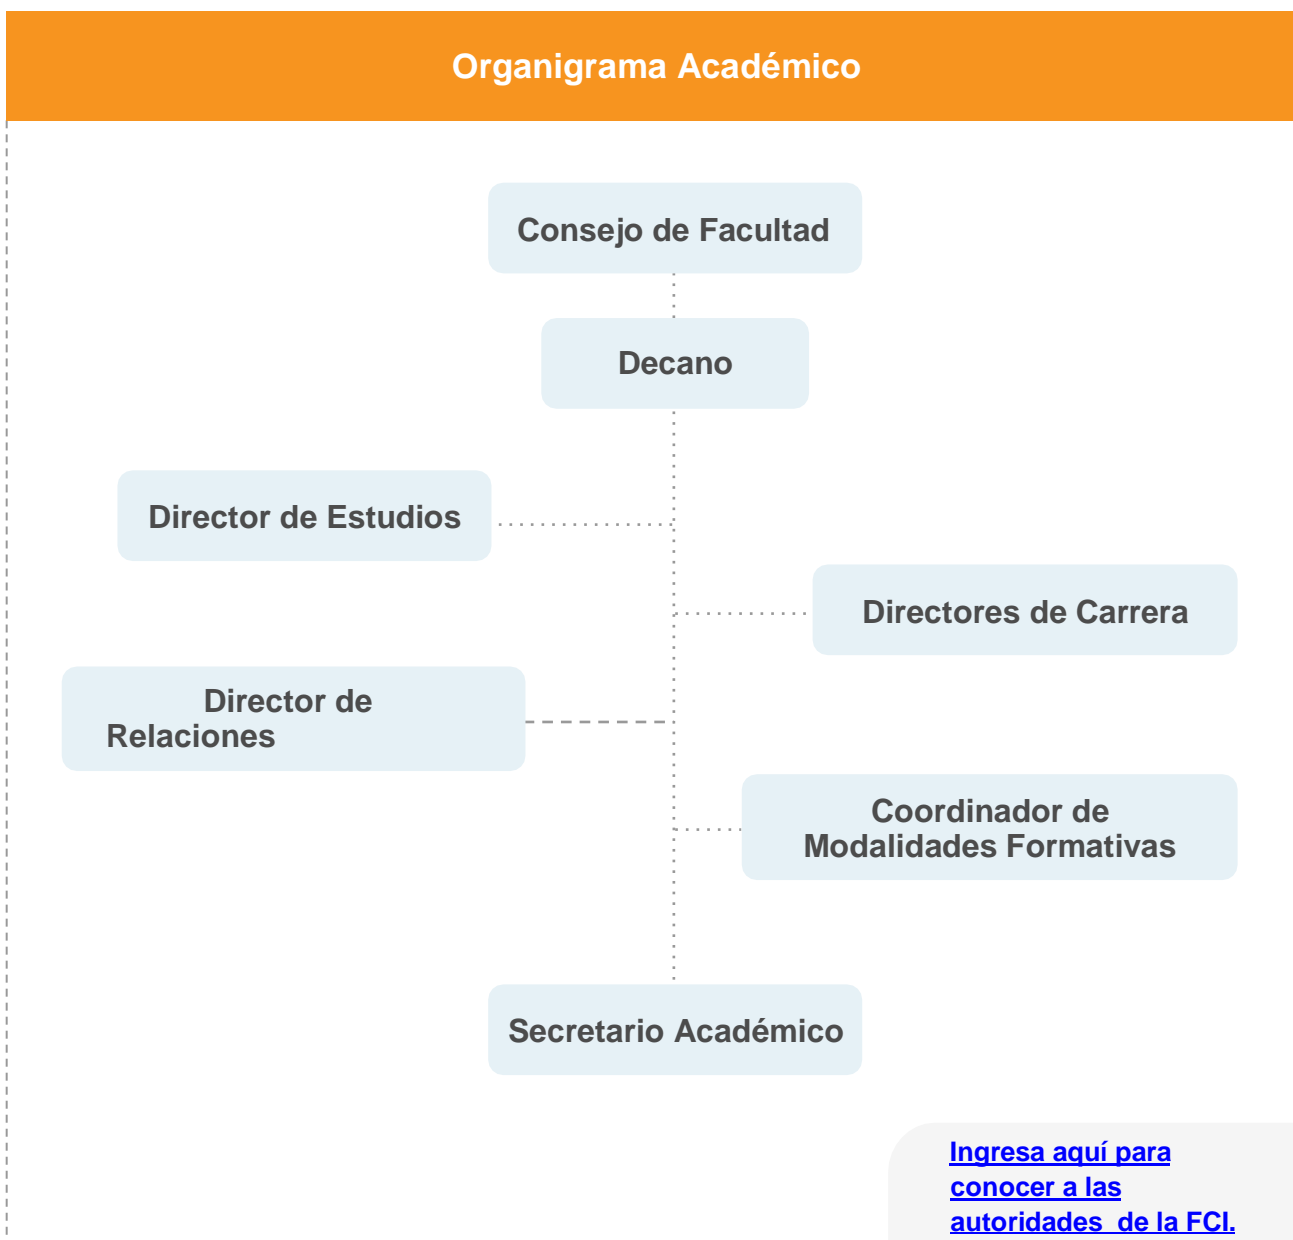 Organigrama Académico
Consejo de Facultad
Decano
Director de Estudios
Directores de Carrera
Director de
Relaciones
Coordinador de
Modalidades Formativas
Secretario Académico
Ingresa aquí para
conocer a las
autoridades  de la FCI.